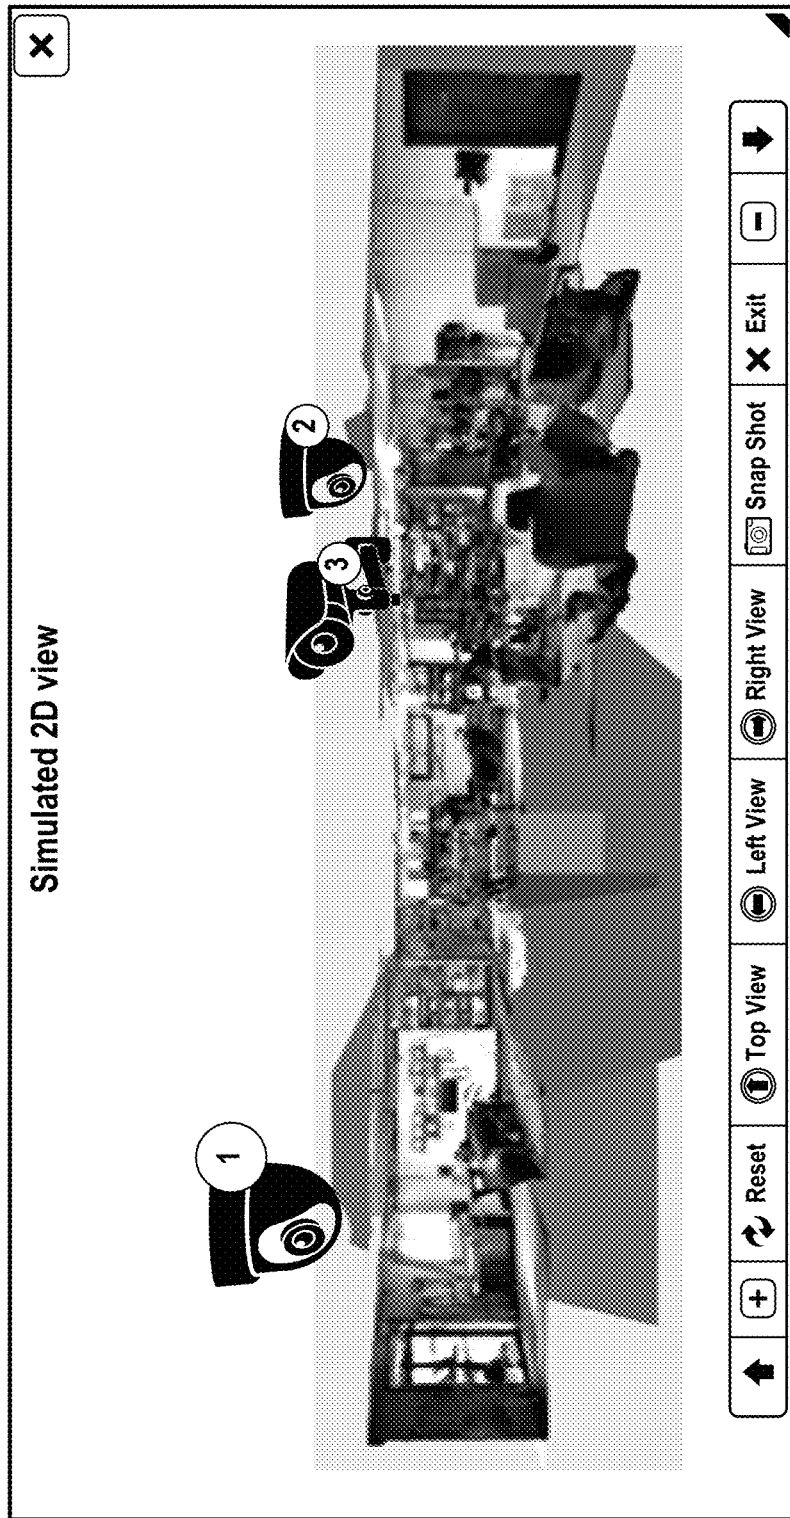 Simulated 2D view
1
3
2
Reset
Top View
Left View
Right View
Snap Shot
Exit